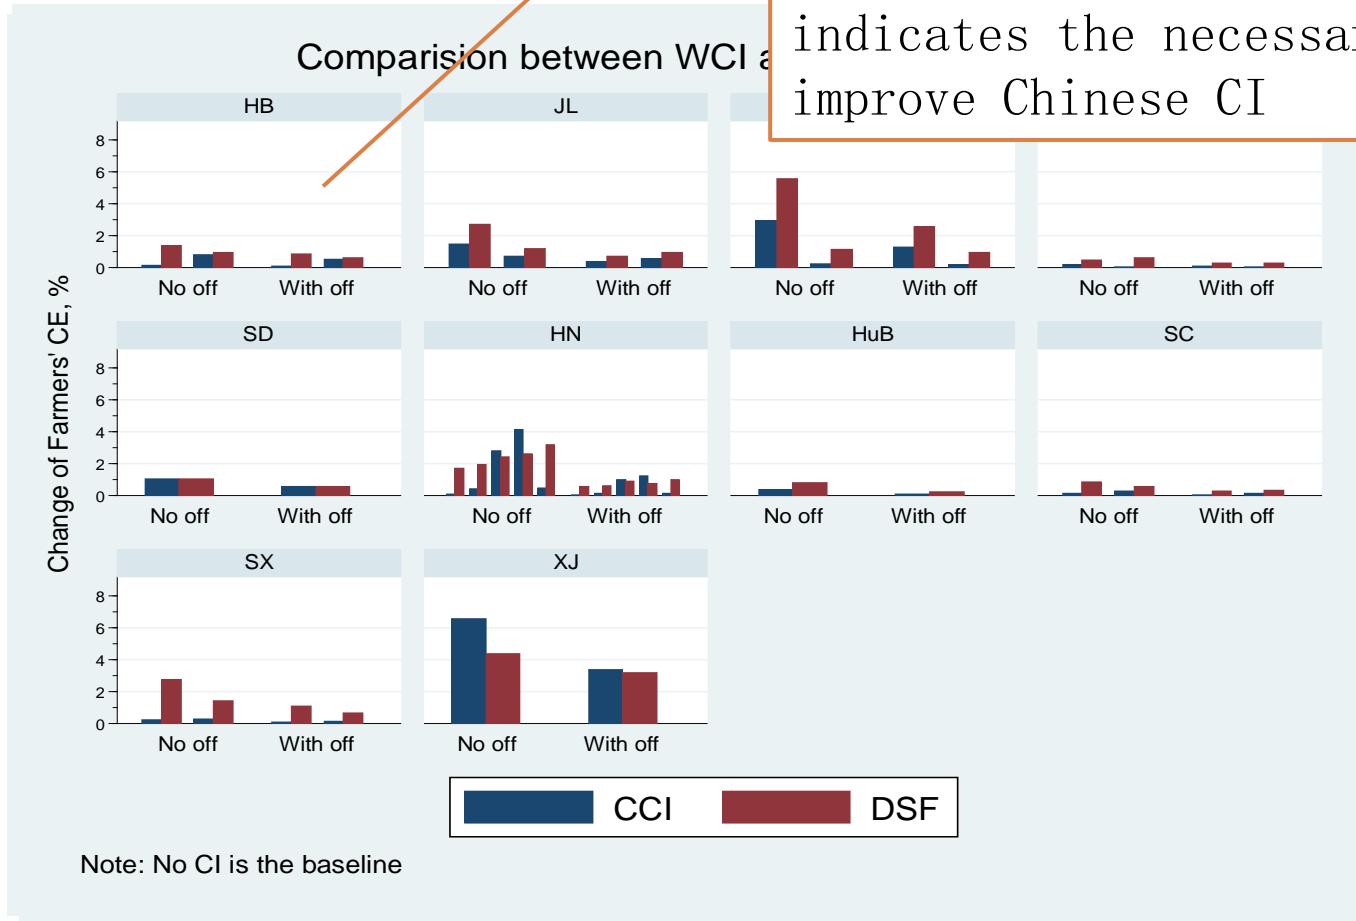 indicates the
improve Chinese CI
Comparision between WCI
HB JL
8
6
4
2
0
No off With off No off With off No off With off No off With off
Change of Farmers' CE, %
SD HN HuB SC
8
6
4
2
0
No off With off No off With off No off With off No off With off
SX XJ
8
6
4
2
0
No off With off No off With off
CCI DSF
Note: No CI is the baseline